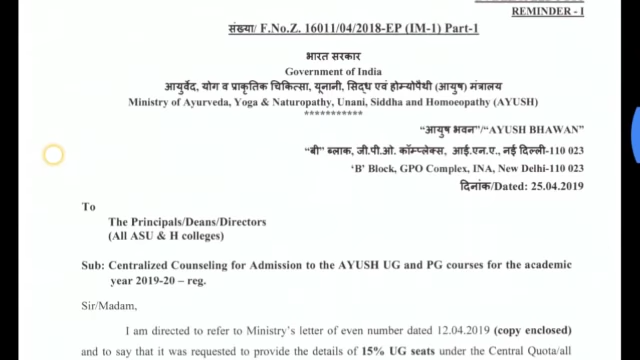 REMINDER - I
संख्या/ F.No.Z. 16011/04/2018-EP (IM-1) Part-1
भारत सरकार
Government of India
आयुर्वेद, योग व प्राकृतिक चिकित्सा, यूनानी, सिद्ध एवं होम्योपैथी (आयुष) मंत्रालय
Ministry of Ayurveda, Yoga & Naturopathy, Unani, Siddha and Homoeopathy (AYUSH)
***********
"आयुष भवन"/"AYUSH BHAWAN"
"बी" ब्लाक, जी.पी.ओ. कॉम्प्लेक्स, आई.एन.ए., नई दिल्ली-110 023
'B' Block, GPO Complex, INA, New Delhi-110 023
दिनांक/Dated: 25.04.2019
To
The Principals/Deans/Directors
(All ASU & H colleges)
Sub: Centralized Counseling for Admission to the AYUSH UG and PG courses for the academic
year 2019-20 – reg.
Sir/Madam,
I am directed to refer to Ministry's letter of even number dated 12.04.2019 (copy enclosed)
and to say that it was requested to provide the details of 15% UG seats under the Central Quota/all